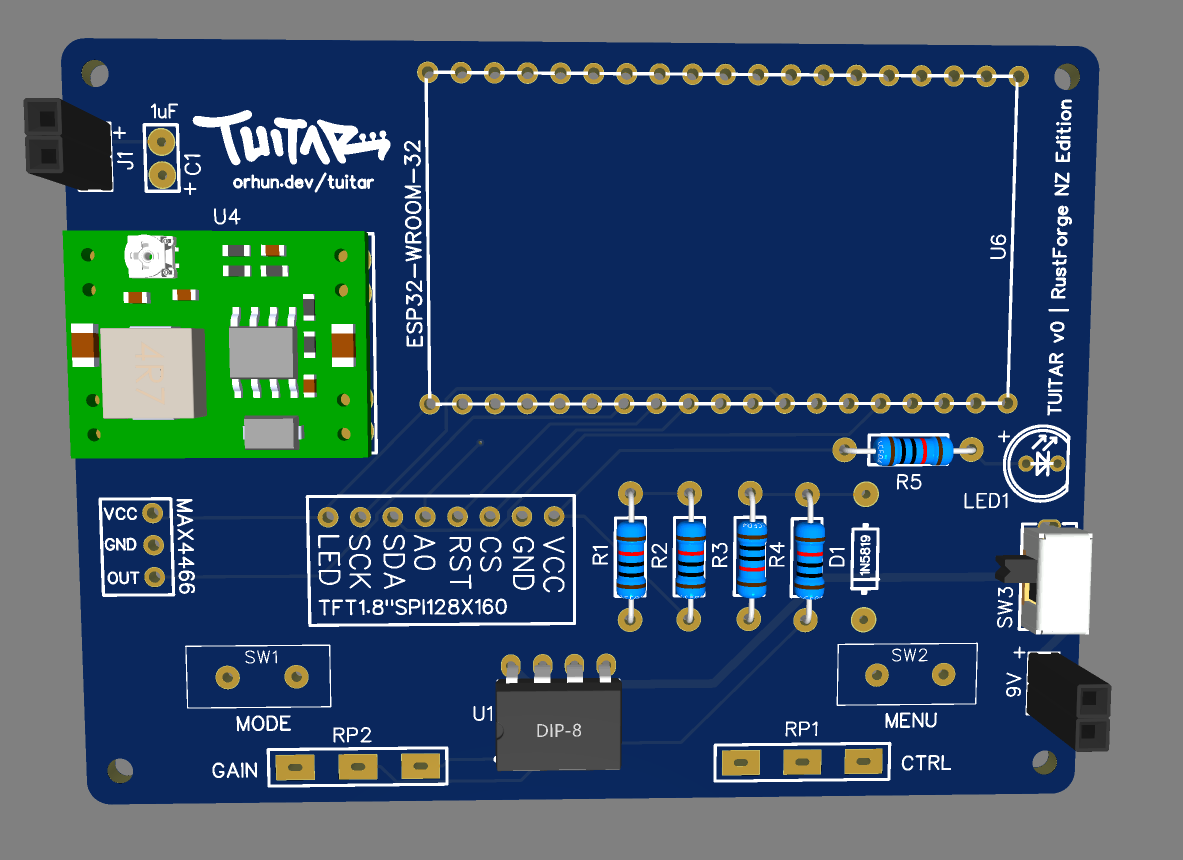 1uF
+
J1
C1
+
TUITAR
orhun.dev/tuitar
U4
ESP32-WROOM-32
U6
TUITAR v0 | RustForge NZ Edition
+
R5
LED1
VCC
GND
OUT
MAX4466
LED
SCK
SDA
A0
RST
CS
GND
VCC
TFT1.8"SPI128X160
R1
R2
R3
R4
D1
1N5819
SW3
SW1
MODE
SW2
MENU
+
9V
U1
DIP-8
RP2
GAIN
RP1
CTRL